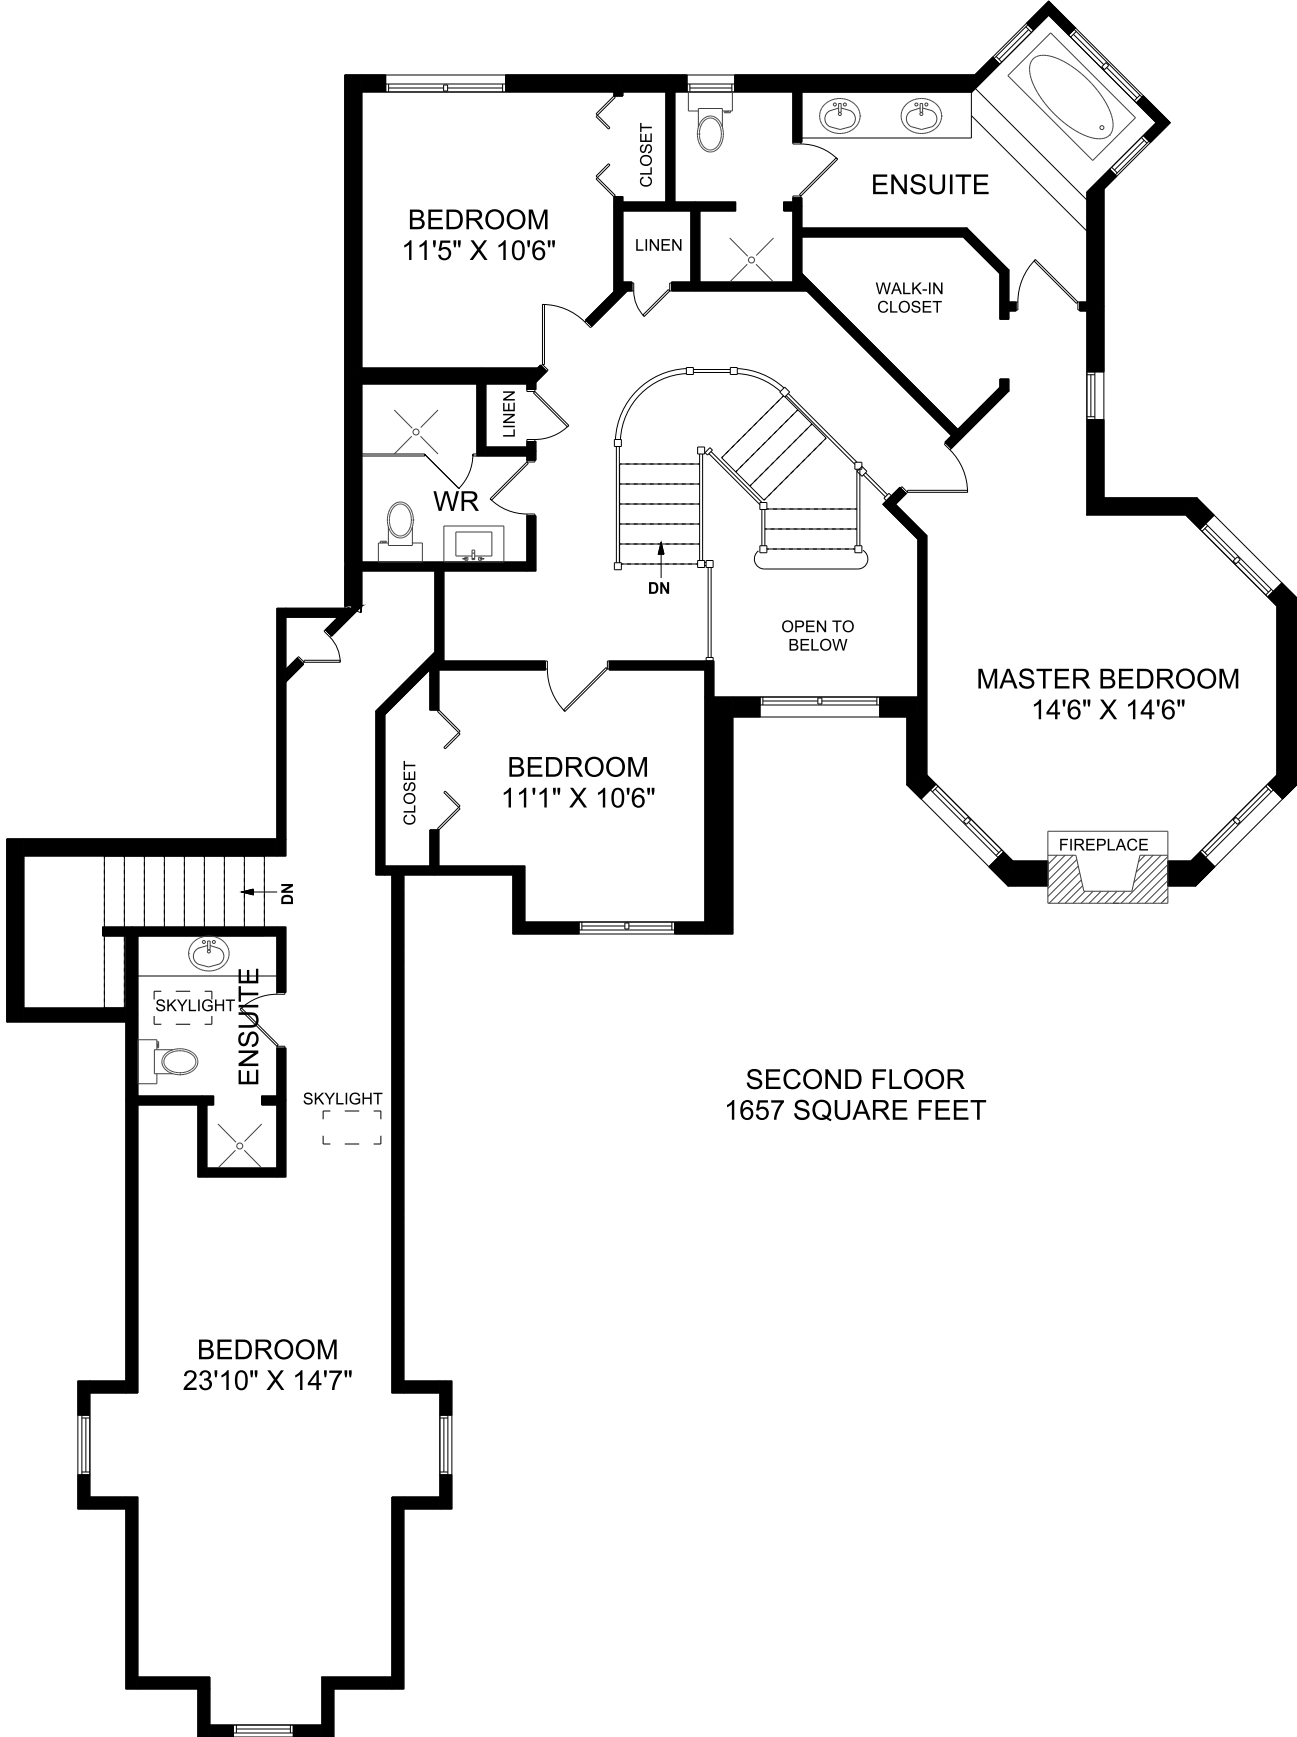 CLOSET
ENSUITE
BEDROOM
11'5" X 10'6"
LINEN
WALK-IN
CLOSET
LINEN
WR
DN
OPEN TO
BELOW
MASTER BEDROOM
14'6" X 14'6"
BEDROOM
11'1" X 10'6"
CLOSET
FIREPLACE
DN
SKYLIGHT
ENSUITE
SKYLIGHT
SECOND FLOOR
1657 SQUARE FEET
BEDROOM
23'10" X 14'7"